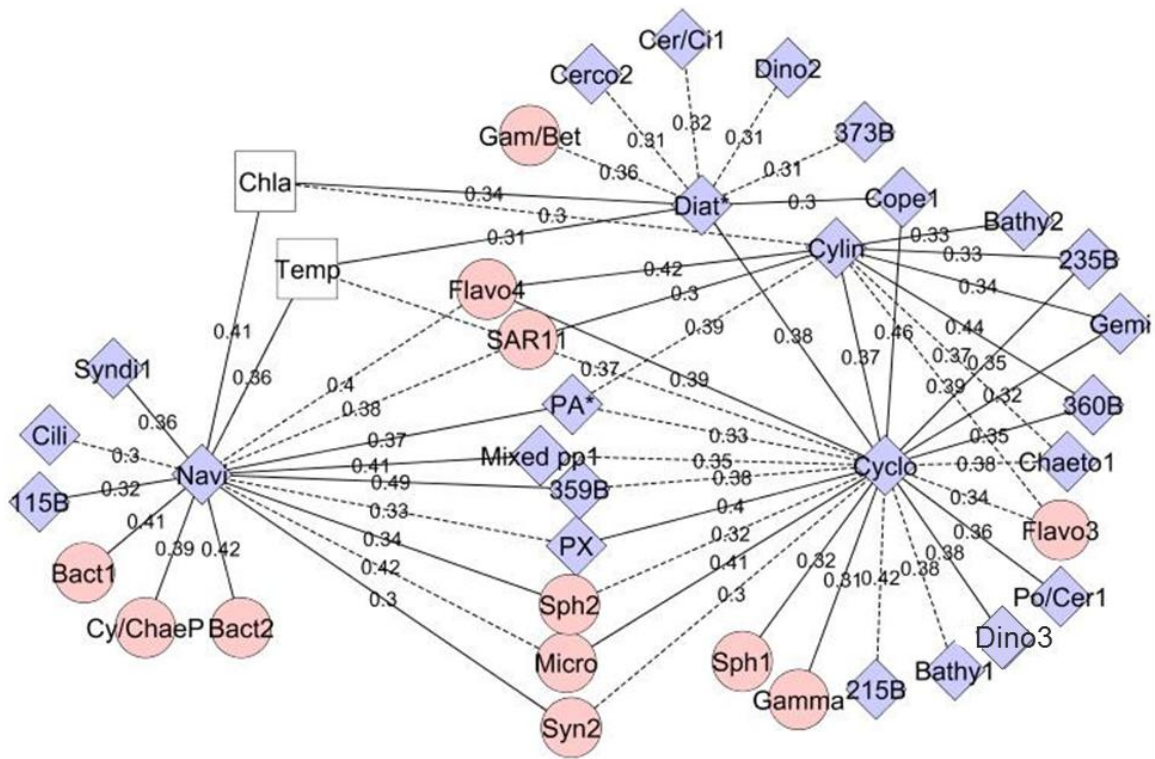 Cer/Ci1
Cerco2
Dino2
Gam/Bet
373B
0.31
0.32
0.31
0.36
0.31
Chla
0.34
Diat*
0.3
Cope1
0.3
Bathy2
0.31
Cylin
0.33
0.33
235B
Temp
0.42
Flavo4
0.3
0.34
Gemi
SAR11
0.39
0.38
0.46
0.44
0.41
0.37
0.37
0.35
Syndi1
0.36
0.4
0.37
0.39
0.39
0.32
0.38
PA*
360B
0.36
Cili
0.37
0.33
0.35
0.3
0.41
Mixed pp1
0.35
Cyclo
0.38
Chaeto1
Navi
0.49
359B
0.38
115B
0.32
0.33
0.4
0.34
0.41
0.34
PX
0.32
0.36
Flavo3
0.39
0.42
0.42
0.41
0.32
0.38
Bact1
0.3
Sph2
0.3
0.31
0.42
0.38
Po/Cer1
Cy/ChaeP
Bact2
Dino3
Micro
Sph1
Bathy1
Gamma
215B
Syn2